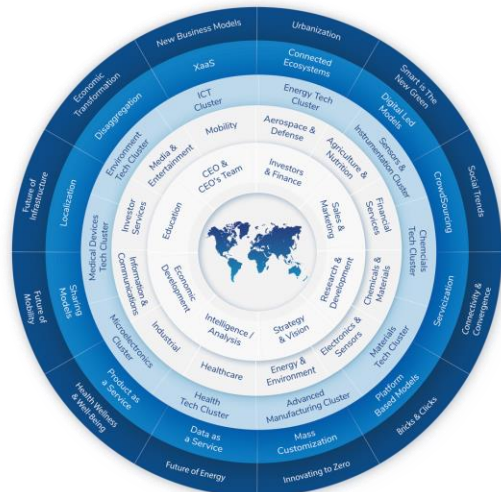 New Business Models
Urbanization
Smart is The
New Green
Social Trends
Connectivity &
Convergence
Bricks & Clicks
Innovating to Zero
Future of Energy
Health Wellness
& Well-Being
Future of
Mobility
Future of
Infrastructure
Economic
Transformation
XaaS
Connected
Ecosystems
Digital Led
Models
CrowdSourcing
Servicization
Platform
Based Models
Mass
Customization
Data as
a Service
Product as
a Service
Sharing
Models
Localization
Disaggregation
ICT
Cluster
Energy Tech
Cluster
Sensors &
Instrumentation Cluster
Chemcials
Tech Cluster
Materials
Tech Cluster
Advanced
Manufacturing Cluster
Health
Tech Cluster
Microelectronics
Cluster
Medical Devices
Tech Cluster
Environment
Tech Cluster
Mobility
Aerospace &
Defense
Agriculture &
Nutrition
Financial
Services
Chemicals &
Materials
Electronics &
Sensors
Energy &
Environment
Healthcare
Industrial
Information &
Communications
Investor
Services
Media &
Entertainment
CEO &
CEO's Team
Investors
& Finance
Sales &
Marketing
Research &
Development
Strategy
& Vision
Intelligence /
Analysis
Economic
Development
Education